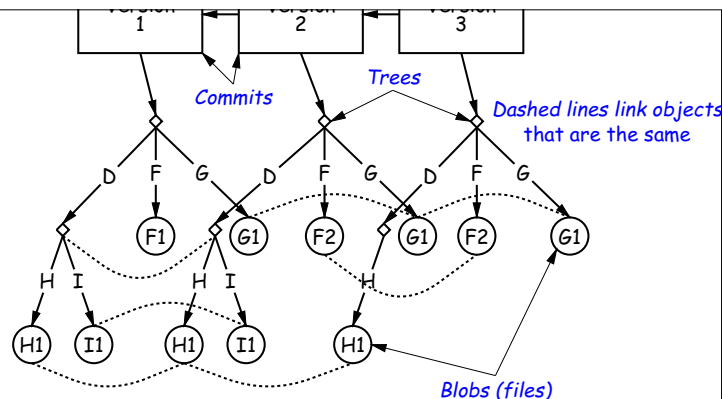 1
2
3
Commits
Trees
Dashed lines link objects
that are the same
D F G
D F G
D F G
F1 G1
F2 G1
F2 G1
H I
H I
H
H1 I1
H1 I1
H1
Blobs (files)